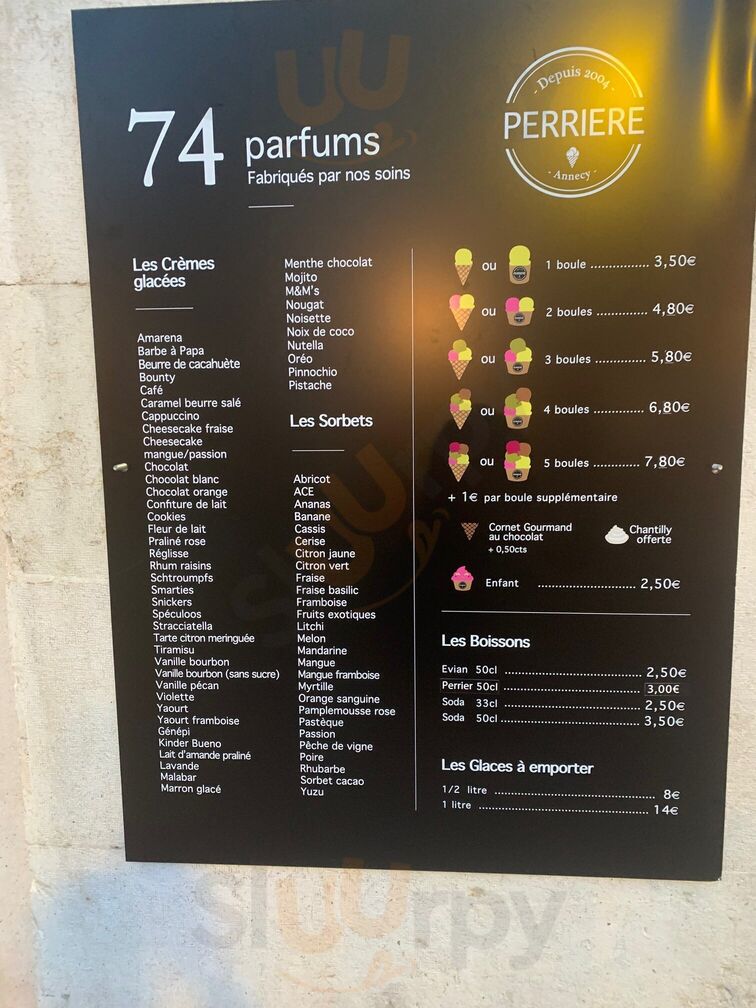 74 parfums
Fabriqués par nos soins
- Depuis 2004 -
PERRIERE
- Annecy -
Les Crèmes
glacées
Amarena
Barbe à Papa
Beurre de cacahuète
Bounty
Café
Caramel beurre salé
Cappuccino
Cheesecake fraise
Cheesecake
mangue/passion
Chocolat
Chocolat blanc
Chocolat orange
Confiture de lait
Cookies
Fleur de lait
Praliné rose
Réglisse
Rhum raisins
Schtroumpfs
Smarties
Snickers
Spéculoos
Stracciatella
Tarte citron meringuée
Tiramisu
Vanille bourbon
Vanille bourbon (sans sucre)
Vanille pécan
Violette
Yaourt
Yaourt framboise
Génépi
Kinder Bueno
Lait d'amande praliné
Lavande
Malabar
Marron glacé
Menthe chocolat
Mojito
M&M's
Nougat
Noisette
Noix de coco
Nutella
Oréo
Pinnochio
Pistache
Les Sorbets
Abricot
ACE
Ananas
Banane
Cassis
Cerise
Citron jaune
Citron vert
Fraise
Fraise basilic
Framboise
Fruits exotiques
Litchi
Melon
Mandarine
Mangue
Mangue framboise
Myrtille
Orange sanguine
Pamplemousse rose
Pastèque
Passion
Pêche de vigne
Poire
Rhubarbe
Sorbet cacao
Yuzu
ou 1 boule ............... 3,50€
ou 2 boules ............. 4,80€
ou 3 boules ............. 5,80€
ou 4 boules ............. 6,80€
ou 5 boules ............ 7,80€
+ 1€ par boule supplémentaire
Cornet Gourmand
au chocolat
+ 0,50cts
Chantilly
offerte
Enfant ......................... 2,50€
Les Boissons
Evian 50cl ................................... 2,50€
Perrier 50cl ................................... 3,00€
Soda 33cl ................................... 2,50€
Soda 50cl ................................... 3,50€
Les Glaces à emporter
1/2 litre ........................................ 8€
1 litre .......................................... 14€
slUUrpy
slUUrpy